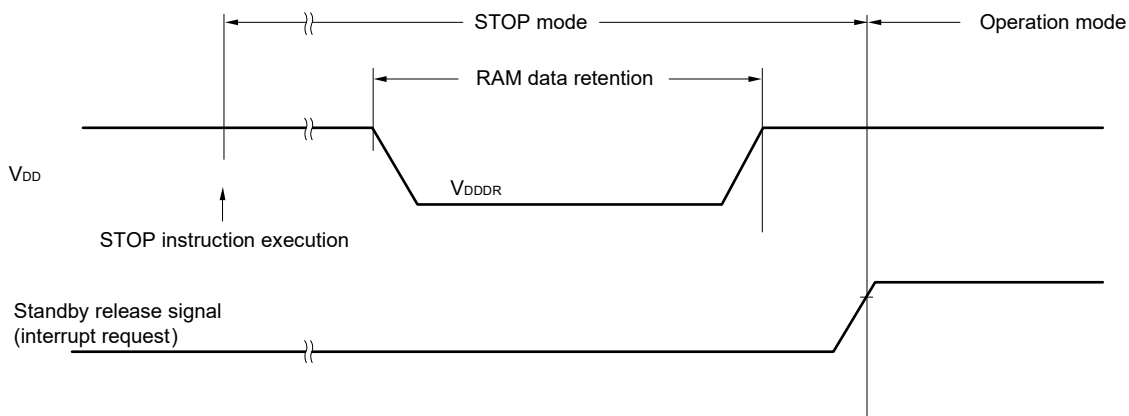 STOP mode
Operation mode
RAM data retention
VDD
VDDDR
STOP instruction execution
Standby release signal
(interrupt request)